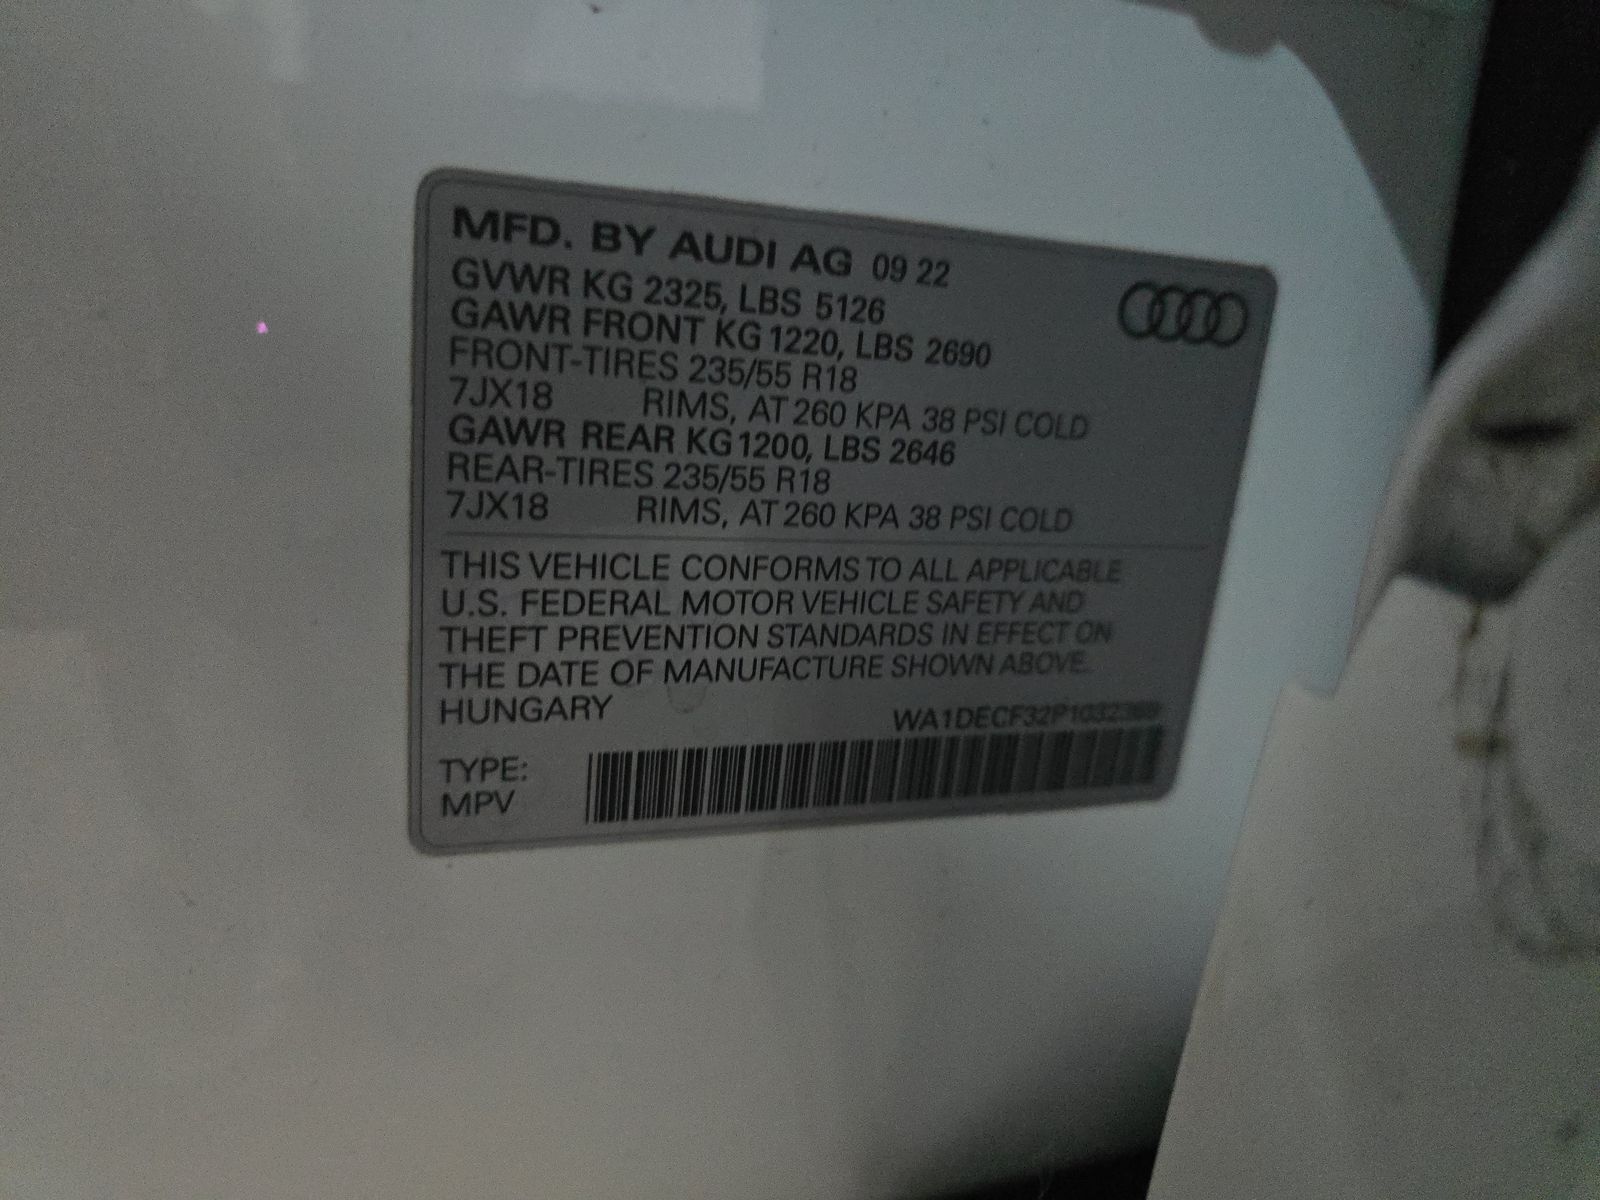 MFD. BY AUDI AG 09 22
GVWR KG 2325, LBS 5126
GAWR FRONT KG 1220, LBS 2690
FRONT-TIRES 235/55 R18
7JX18 RIMS, AT 260 KPA 38 PSI COLD
GAWR REAR KG 1200, LBS 2646
REAR-TIRES 235/55 R18
7JX18 RIMS, AT 260 KPA 38 PSI COLD
THIS VEHICLE CONFORMS TO ALL APPLICABLE
U.S. FEDERAL MOTOR VEHICLE SAFETY AND
THEFT PREVENTION STANDARDS IN EFFECT ON
THE DATE OF MANUFACTURE SHOWN ABOVE.
HUNGARY
TYPE:
MPV